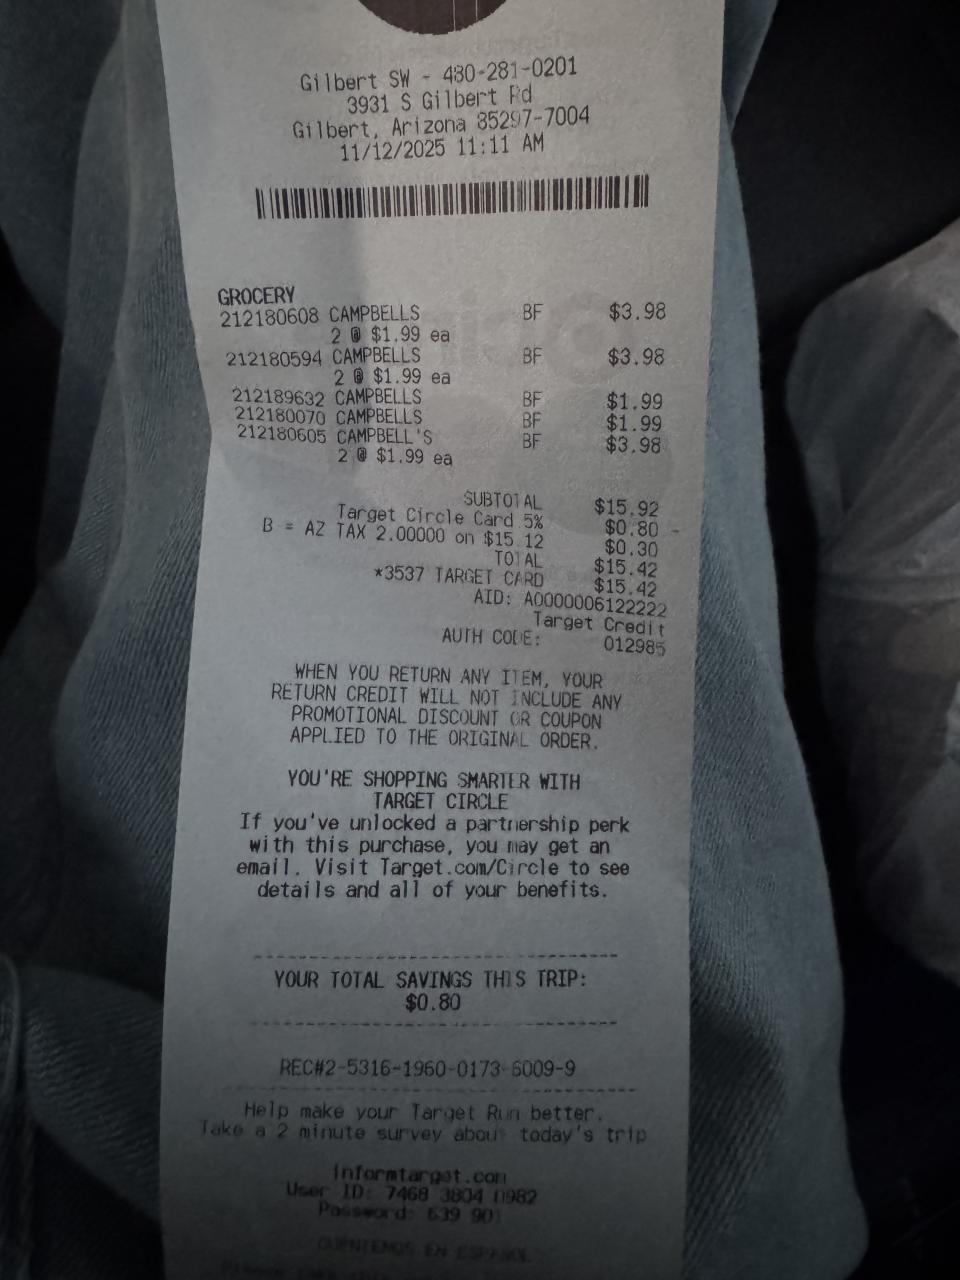 Gilbert SW - 480-281-0201
3931 S Gilbert Rd
Gilbert, Arizona 85297-7004
11/12/2025 11:11 AM
GROCERY
212180608 CAMPBELLS BF $3.98
2 @ $1.99 ea
212180594 CAMPBELLS BF $3.98
2 @ $1.99 ea
212189632 CAMPBELLS BF $1.99
212180070 CAMPBELLS BF $1.99
212180605 CAMPBELL'S BF $3.98
2 @ $1.99 ea
SUBTOTAL $15.92
Target Circle Card 5% $0.80 -
B = AZ TAX 2.00000 on $15.12 $0.30
TOTAL $15.42
*3537 TARGET CARD $15.42
AID: A0000006122222
Target Credit
AUTH CODE: 012985
WHEN YOU RETURN ANY ITEM, YOUR
RETURN CREDIT WILL NOT INCLUDE ANY
PROMOTIONAL DISCOUNT OR COUPON
APPLIED TO THE ORIGINAL ORDER.
YOU'RE SHOPPING SMARTER WITH
TARGET CIRCLE
If you've unlocked a partnership perk
with this purchase, you may get an
email. Visit Target.com/Circle to see
details and all of your benefits.
YOUR TOTAL SAVINGS THIS TRIP:
$0.80
REC#2-5316-1960-0173-6009-9
Help make your Target Run better.
Take a 2 minute survey about today's trip
informtarget.com
User ID: 7468 3804 0982
Password: 639 901
CUENTENOS EN ESPAÑOL